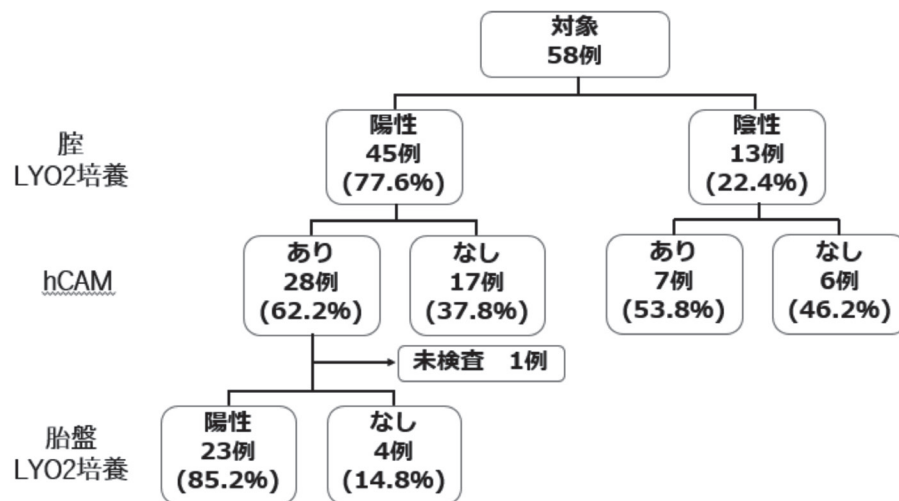 対象
58例
腟
LYO2培養
陽性
45例
(77.6%)
陰性
13例
(22.4%)
hCAM
あり
28例
(62.2%)
なし
17例
(37.8%)
あり
7例
(53.8%)
なし
6例
(46.2%)
未検査　1例
胎盤
LYO2培養
陽性
23例
(85.2%)
なし
4例
(14.8%)